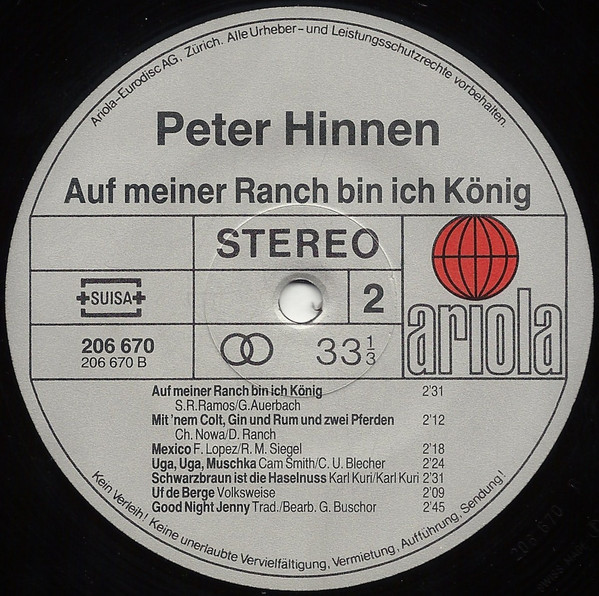 Ariola-Eurodisc AG, Zürich. Alle Urheber- und Leistungsschutzrechte vorbehalten.
Peter Hinnen
Auf meiner Ranch bin ich König
STEREO
SUISA
2
ariola
206 670
206 670 B
33 1/3
Auf meiner Ranch bin ich König 2'31
S.R. Ramos/G. Auerbach
Mit 'nem Colt, Gin und Rum und zwei Pferden 2'12
Ch. Nowa/D. Ranch
Mexico F. Lopez/R. M. Siegel 2'18
Uga, Uga, Muschka Cam Smith/C. U. Blecher 2'24
Schwarzbraun ist die Haselnuss Karl Kuri/Karl Kuri 2'31
Uf de Berge Volksweise 2'09
Good Night Jenny Trad./Bearb. G. Buschor 2'45
Kein Verleih! Keine unerlaubte Vervielfältigung, Vermietung, Aufführung, Sendung!